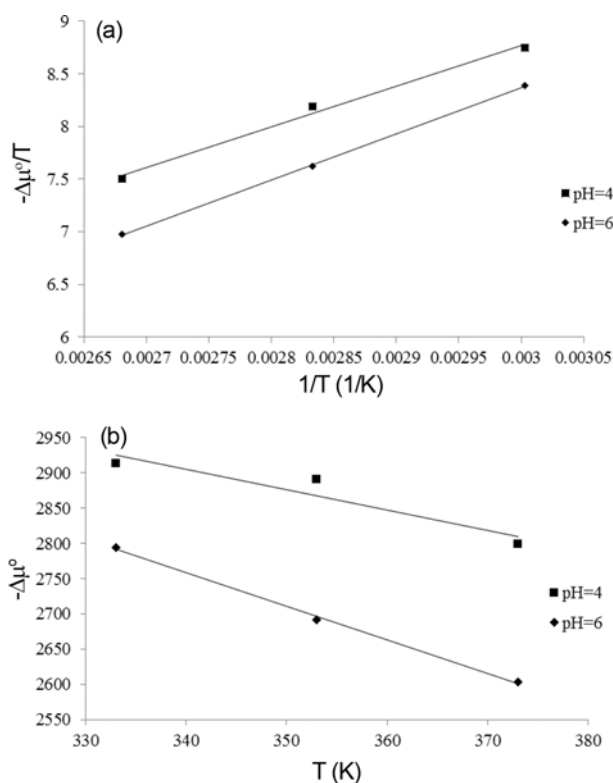 (a)
9
8.5
8
7.5
7
6.5
6
-Δµ°/T
0.00265 0.0027 0.00275 0.0028 0.00285 0.0029 0.00295 0.003 0.00305
1/T (1/K)
pH=4
pH=6
(b)
2950
2900
2850
2800
2750
2700
2650
2600
2550
-Δµ°
330 340 350 360 370 380
T (K)
pH=4
pH=6